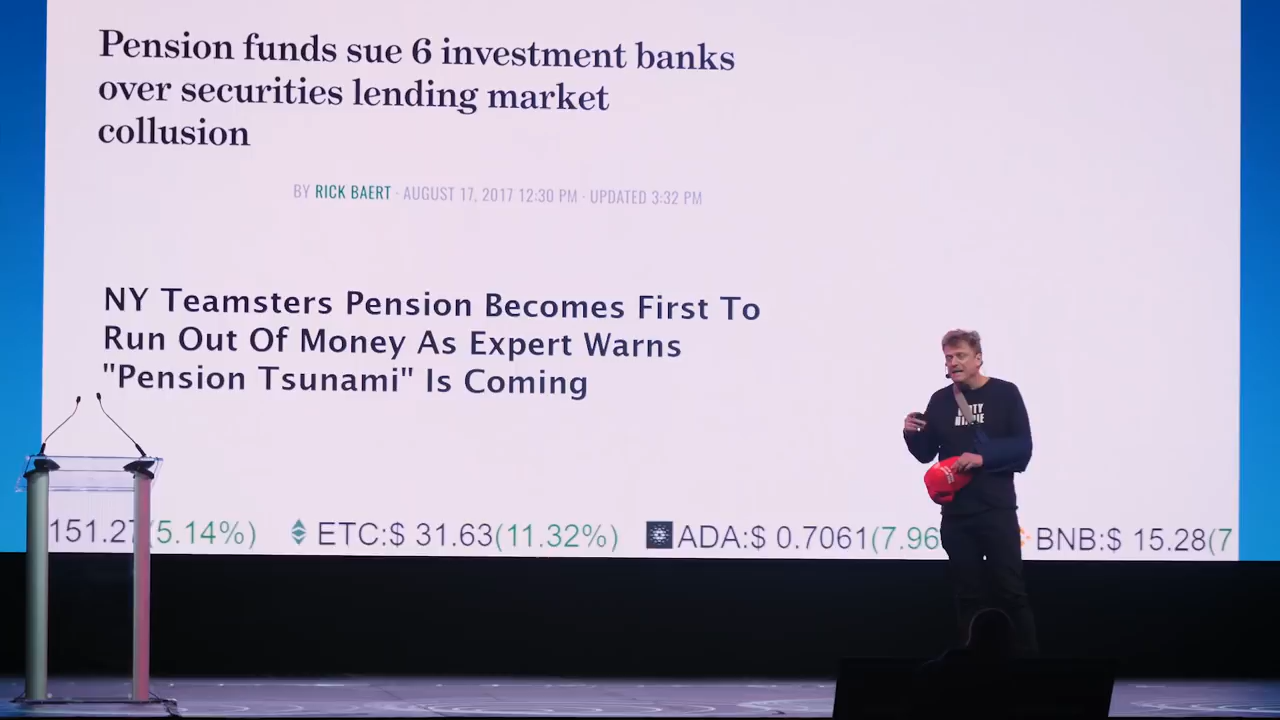 Pension funds sue 6 investment banks
over securities lending market
collusion
BY RICK BAERT · AUGUST 17, 2017 12:30 PM · UPDATED 3:32 PM
NY Teamsters Pension Becomes First To
Run Out Of Money As Expert Warns
"Pension Tsunami" Is Coming
151.27(5.14%) ETC:$ 31.63(11.32%) ADA:$ 0.7061(7.96 BNB:$ 15.28(7